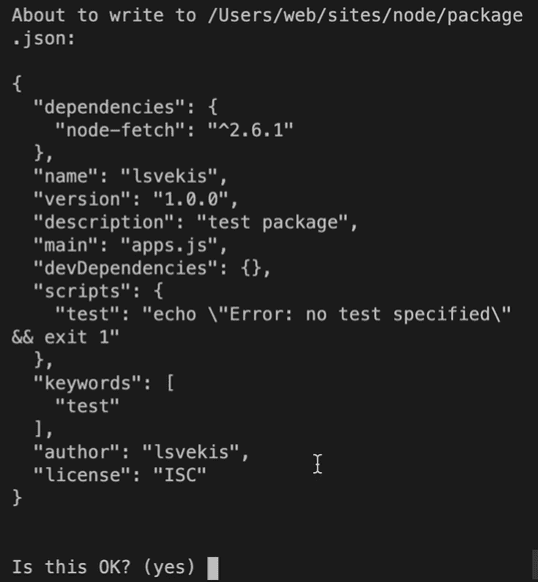 About to write to /Users/web/sites/node/package
.json:

{
  "dependencies": {
    "node-fetch": "^2.6.1"
  },
  "name": "lsvekis",
  "version": "1.0.0",
  "description": "test package",
  "main": "apps.js",
  "devDependencies": {},
  "scripts": {
    "test": "echo \"Error: no test specified\"
&& exit 1"
  },
  "keywords": [
    "test"
  ],
  "author": "lsvekis",
  "license": "ISC"
}


Is this OK? (yes)